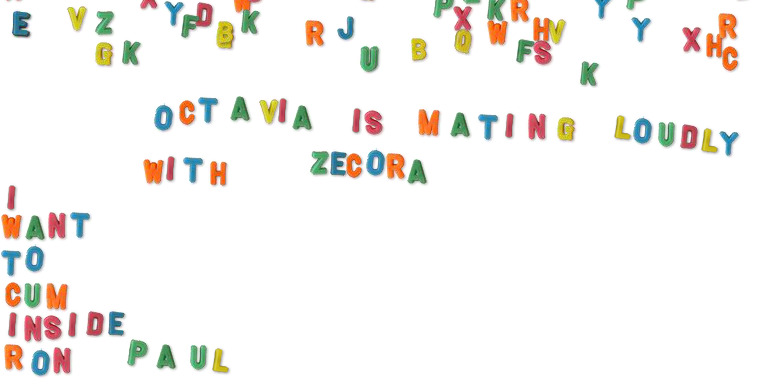 OCTAVIA IS MATING LOUDLY
WITH ZECORA
I
WANT
TO
CUM
INSIDE
RON PAUL